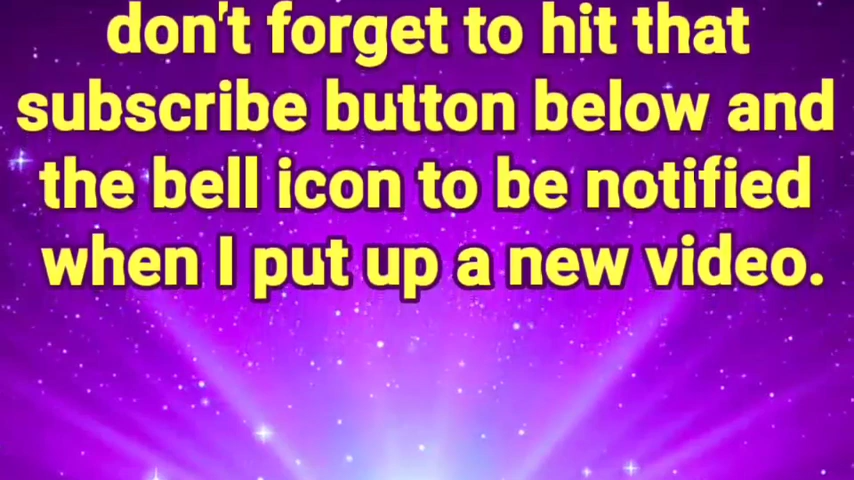 don't forget to hit that
subscribe button below and
the bell icon to be notified
when I put up a new video.